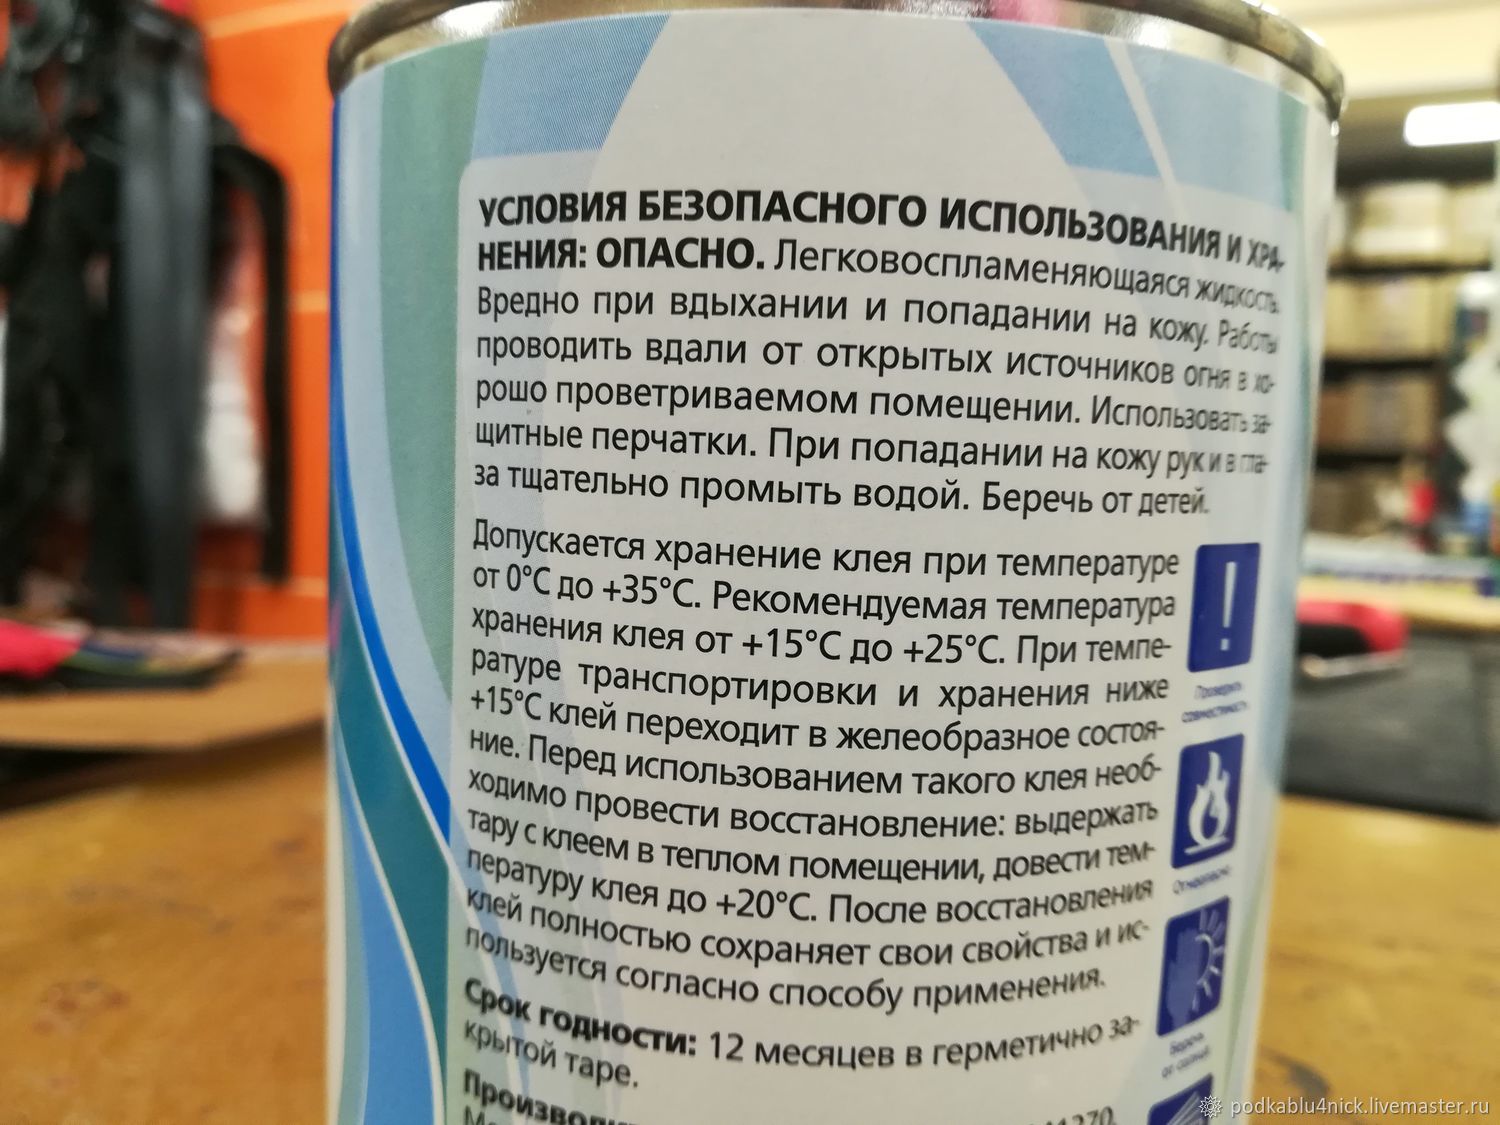 УСЛОВИЯ БЕЗОПАСНОГО ИСПОЛЬЗОВАНИЯ И ХРА-
НЕНИЯ: ОПАСНО. Легковоспламеняющаяся жидкость.
Вредно при вдыхании и попадании на кожу. Работы
проводить вдали от открытых источников огня в хо-
рошо проветриваемом помещении. Использовать за-
щитные перчатки. При попадании на кожу рук и в гла-
за тщательно промыть водой. Беречь от детей.
Допускается хранение клея при температуре
от 0°С до +35°С. Рекомендуемая температура
хранения клея от +15°С до +25°С. При темпе-
ратуре транспортировки и хранения ниже
+15°С клей переходит в желеобразное состоя-
ние. Перед использованием такого клея необ-
ходимо провести восстановление: выдержать
тару с клеем в теплом помещении, довести тем-
пературу клея до +20°С. После восстановления
клей полностью сохраняет свои свойства и ис-
пользуется согласно способу применения.
Срок годности: 12 месяцев в герметично за-
крытой таре.
Проверить
совместимость
Огнеопасно
Беречь
podkablu4nick.livemaster.ru